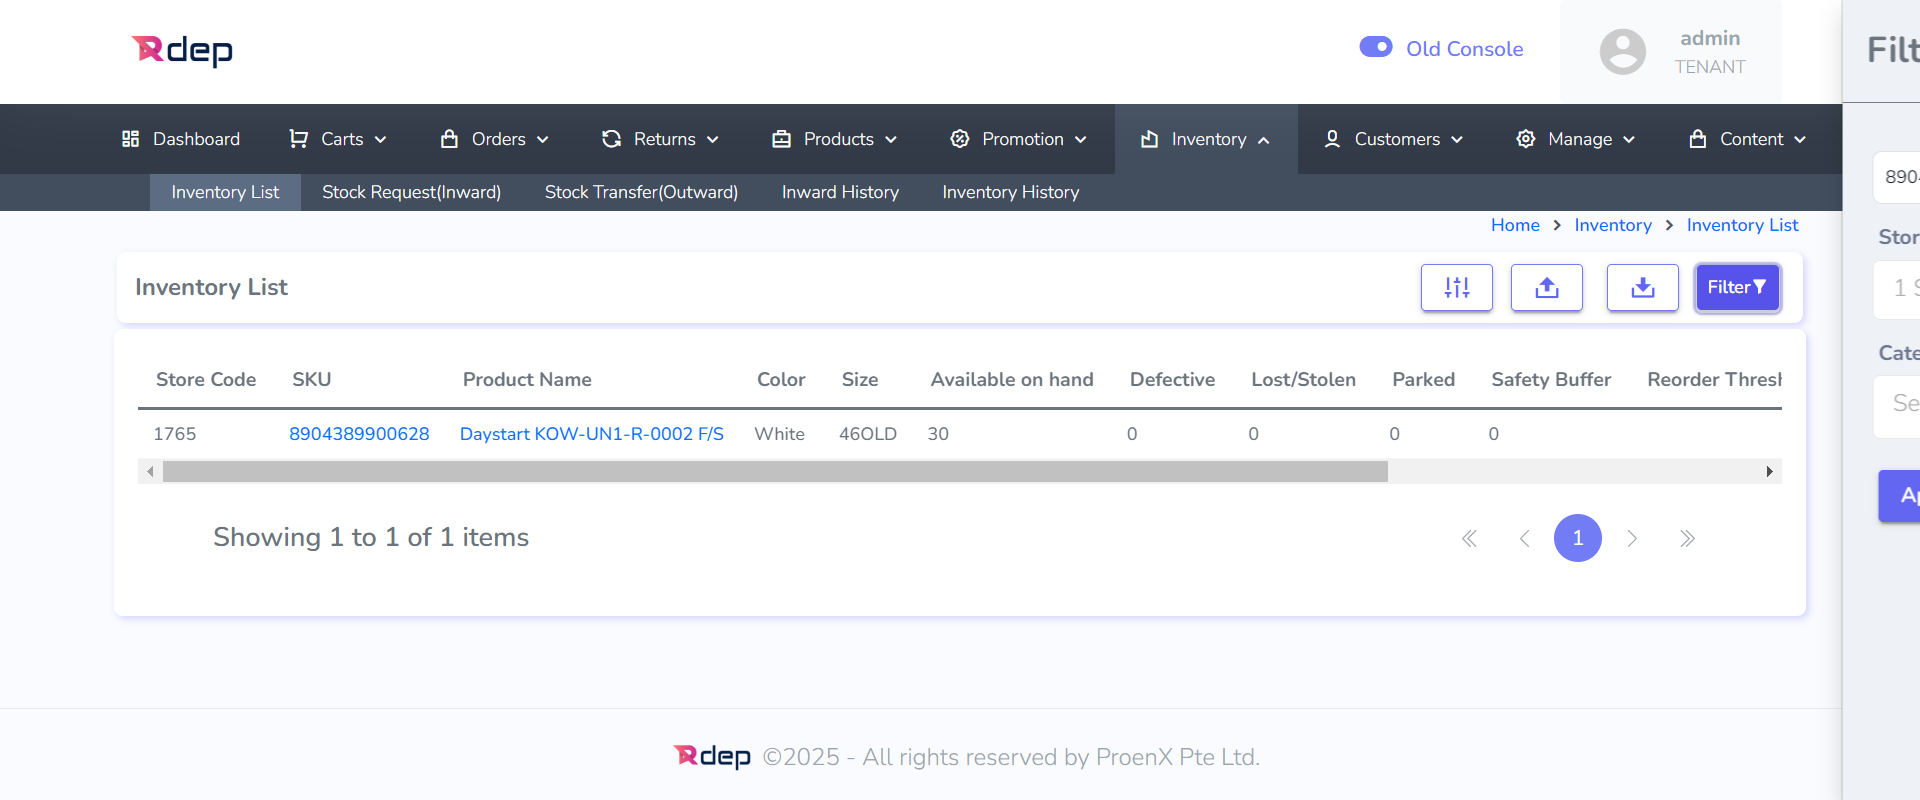 Rdep
Old Console
admin
TENANT
Filt
Dashboard Carts Orders Returns Products Promotion Inventory Customers Manage Content
Inventory List Stock Request(Inward) Stock Transfer(Outward) Inward History Inventory History
Home > Inventory > Inventory List
Inventory List
Filter
890
Stor
1 S
Cate
Se
Ap
Store Code SKU Product Name Color Size Available on hand Defective Lost/Stolen Parked Safety Buffer Reorder Thresh
1765 8904389900628 Daystart KOW-UN1-R-0002 F/S White 46OLD 30 0 0 0 0
Showing 1 to 1 of 1 items
1
Rdep ©2025 - All rights reserved by ProenX Pte Ltd.